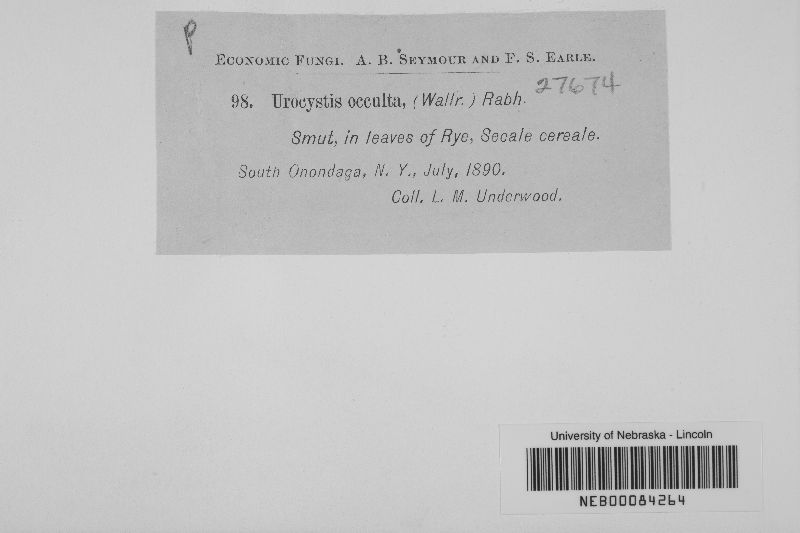 P
Economic Fungi. A. B. Seymour and F. S. Earle.
27674
98. Urocystis occulta, (Wallr.) Rabh.
Smut, in leaves of Rye, Secale cereale.
South Onondaga, N. Y., July, 1890.
Coll. L. M. Underwood.
University of Nebraska - Lincoln
NEB00084264